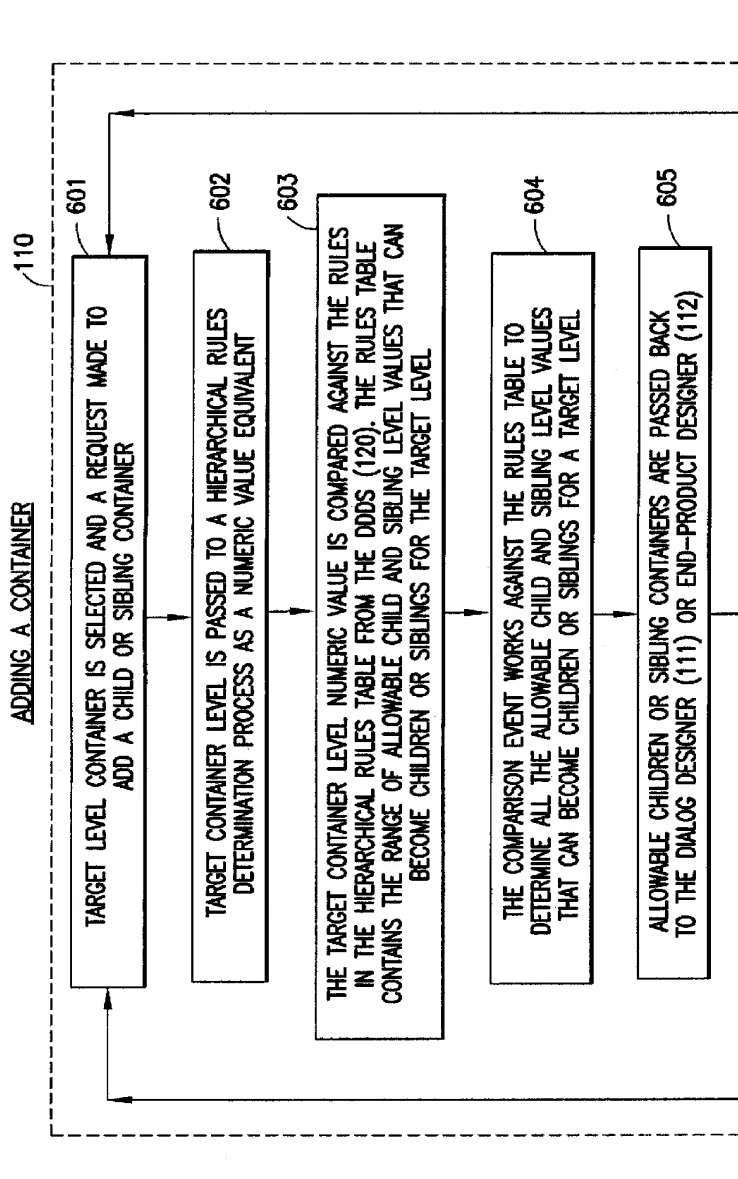 ADDING A CONTAINER
110
601
TARGET LEVEL CONTAINER IS SELECTED AND A REQUEST MADE TO
ADD A CHILD OR SIBLING CONTAINER
602
TARGET CONTAINER LEVEL IS PASSED TO A HIERARCHICAL RULES
DETERMINATION PROCESS AS A NUMERIC VALUE EQUIVALENT
603
THE TARGET CONTAINER LEVEL NUMERIC VALUE IS COMPARED AGAINST THE RULES
IN THE HIERARCHICAL RULES TABLE FROM THE DDDS (120). THE RULES TABLE
CONTAINS THE RANGE OF ALLOWABLE CHILD AND SIBLING LEVEL VALUES THAT CAN
BECOME CHILDREN OR SIBLINGS FOR THE TARGET LEVEL
604
THE COMPARISON EVENT WORKS AGAINST THE RULES TABLE TO
DETERMINE ALL THE ALLOWABLE CHILD AND SIBLING LEVEL VALUES
THAT CAN BECOME CHILDREN OR SIBLINGS FOR A TARGET LEVEL
605
ALLOWABLE CHILDREN OR SIBLING CONTAINERS ARE PASSED BACK
TO THE DIALOG DESIGNER (111) OR END-PRODUCT DESIGNER (112)